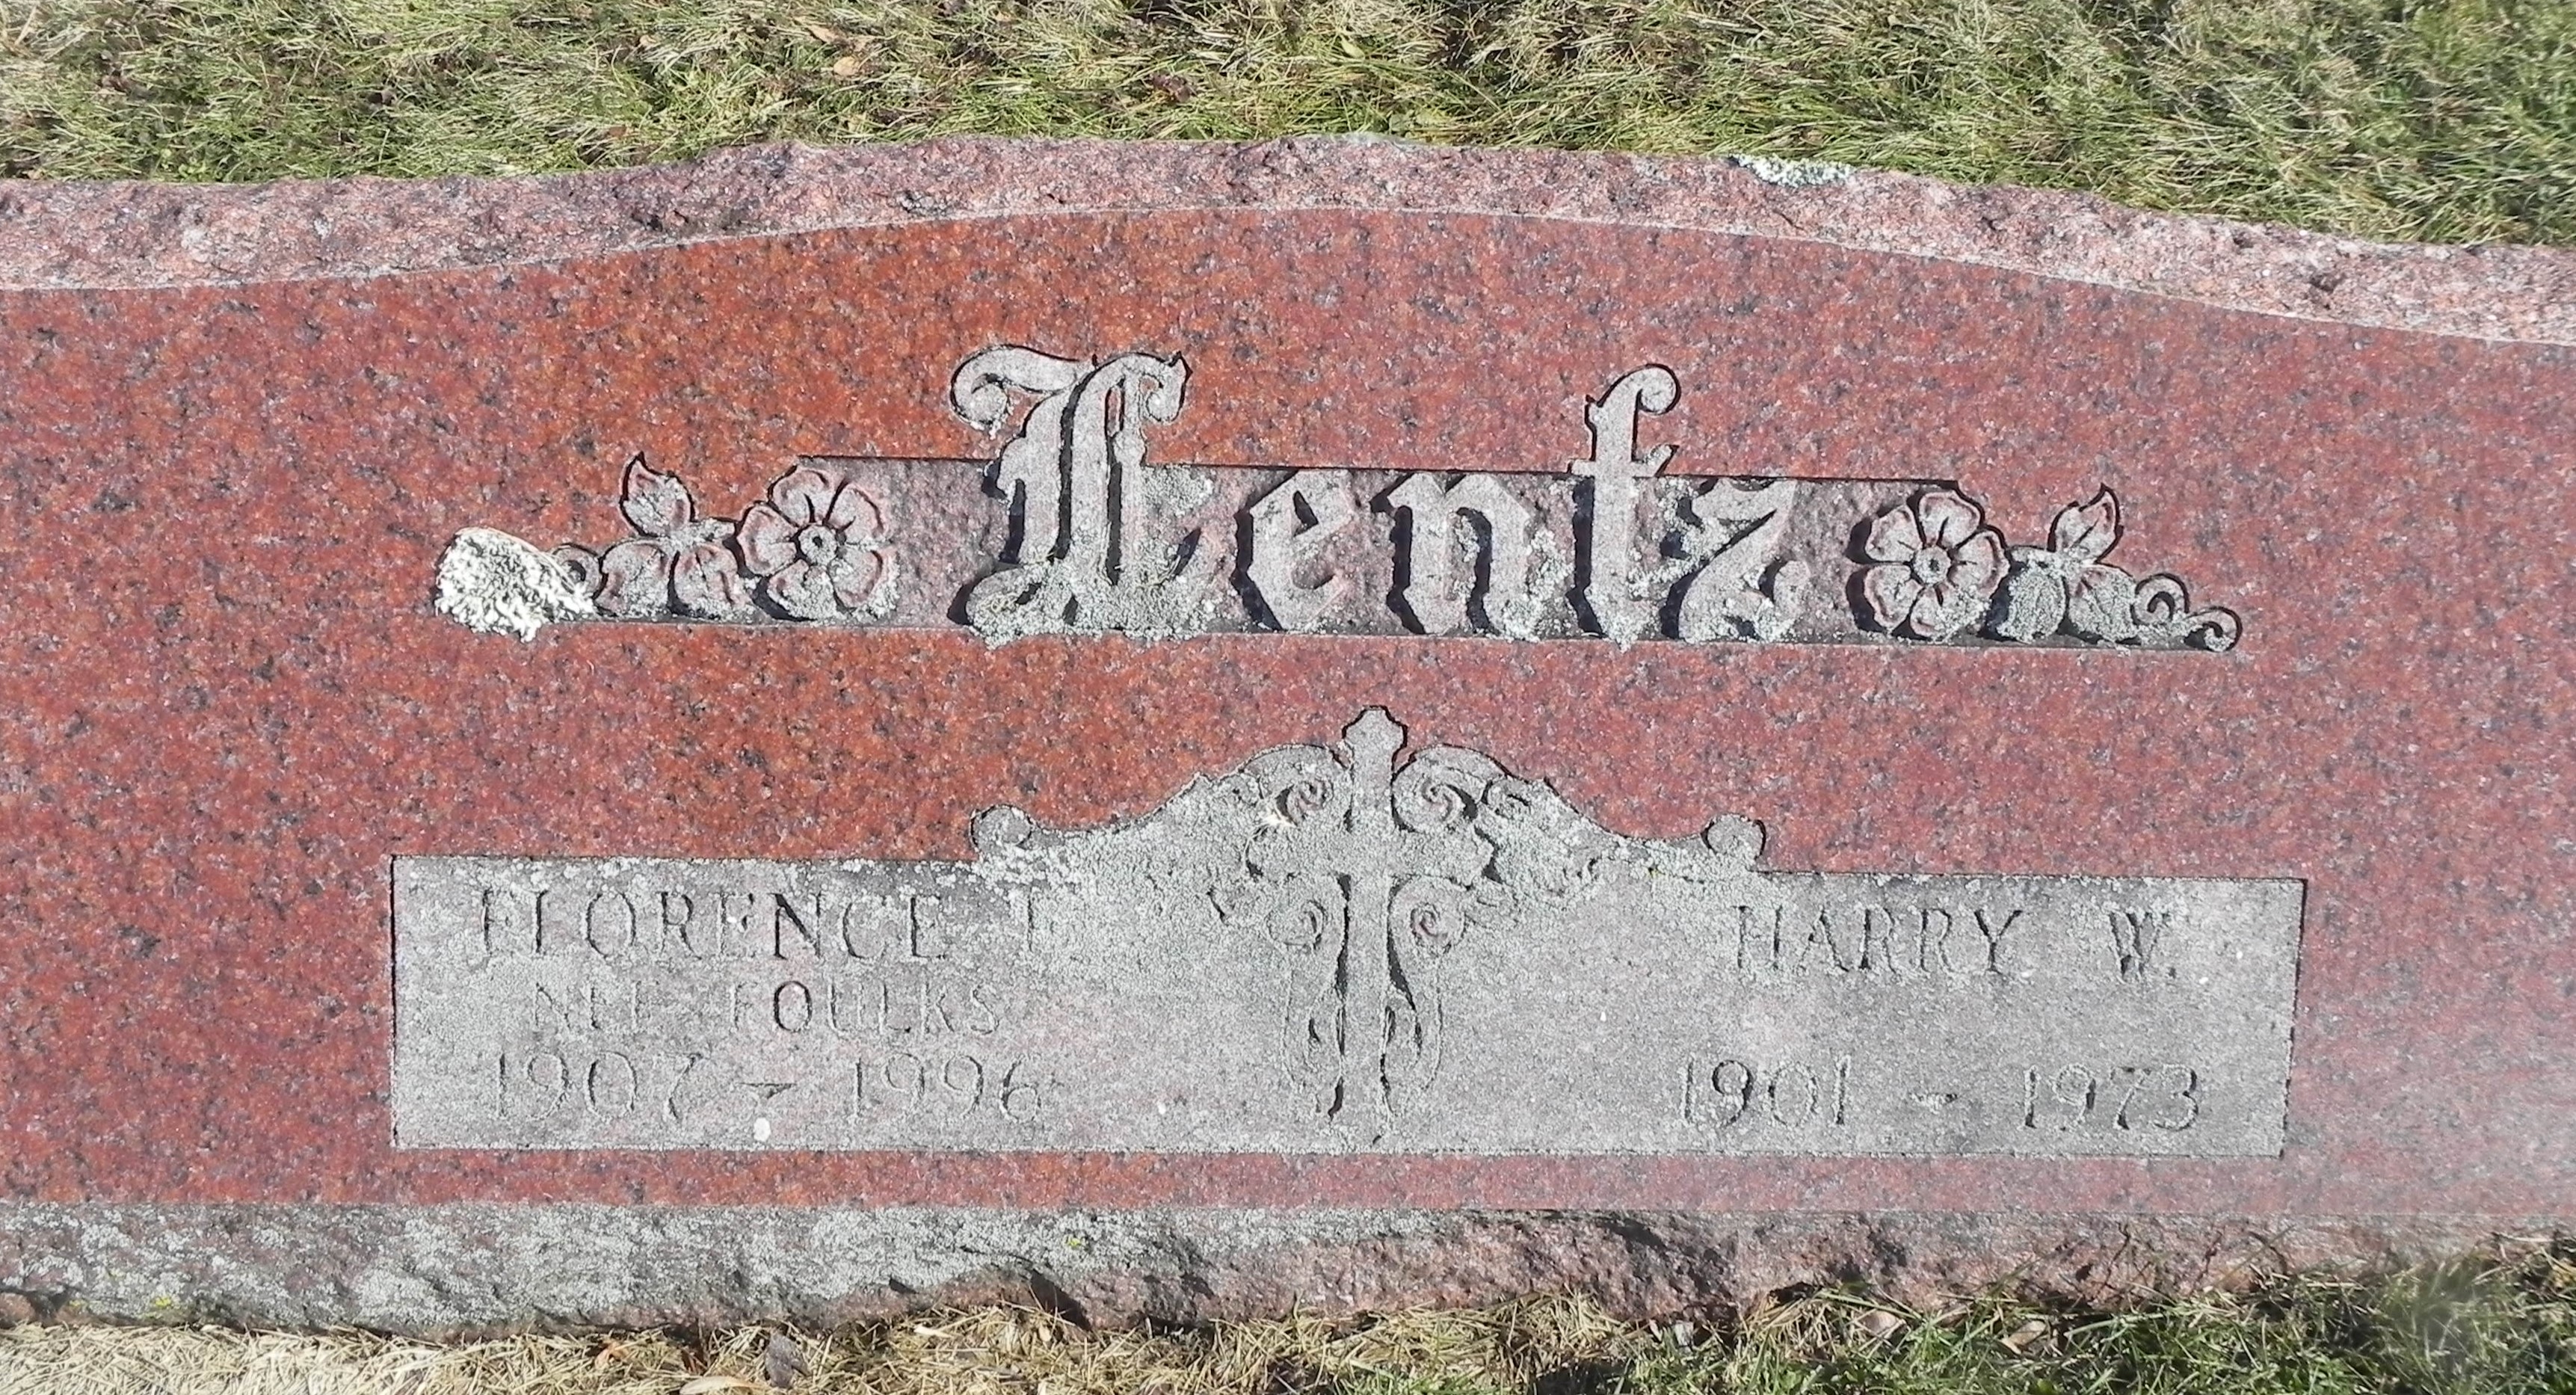 Lentz
FLORENCE
NEE FOULKS
1907 - 1996
HARRY W.
1901 - 1973